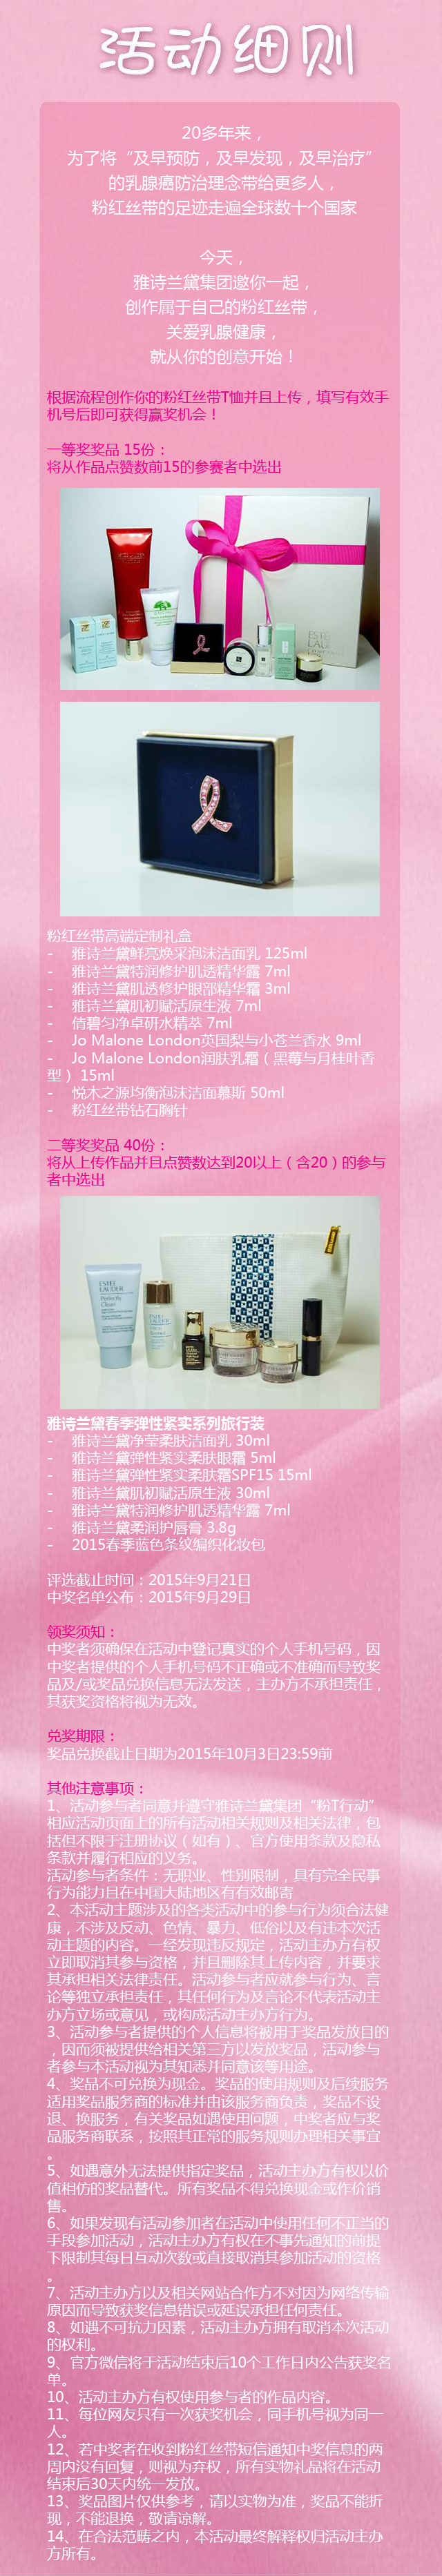 活动细则
20多年来，
为了将“及早预防，及早发现，及早治疗”
的乳腺癌防治理念带给更多人，
粉红丝带的足迹走遍全球数十个国家
今天，
雅诗兰黛集团邀你一起，
创作属于自己的粉红丝带，
关爱乳腺健康，
就从你的创意开始！
根据流程创作你的粉红丝带T恤并且上传，填写有效手
机号后即可获得赢奖机会！
一等奖奖品 15份：
将从作品点赞数前15的参赛者中选出
粉红丝带高端定制礼盒
- 雅诗兰黛鲜亮焕采泡沫洁面乳 125ml
- 雅诗兰黛特润修护肌透精华露 7ml
- 雅诗兰黛肌透修护眼部精华霜 3ml
- 雅诗兰黛肌初赋活原生液 7ml
- 倩碧匀净卓研水精萃 7ml
- Jo Malone London英国梨与小苍兰香水 9ml
- Jo Malone London润肤乳霜（黑莓与月桂叶香
型）15ml
- 悦木之源均衡泡沫洁面慕斯 50ml
- 粉红丝带钻石胸针
二等奖奖品 40份：
将从上传作品并且点赞数达到20以上（含20）的参与
者中选出
ESTEE
LAUDER
Perfectly
Clean
雅诗兰黛春季弹性紧实系列旅行装
- 雅诗兰黛净莹柔肤洁面乳 30ml
- 雅诗兰黛弹性紧实柔肤眼霜 5ml
- 雅诗兰黛弹性紧实柔肤霜SPF15 15ml
- 雅诗兰黛肌初赋活原生液 30ml
- 雅诗兰黛特润修护肌透精华露 7ml
- 雅诗兰黛柔润护唇膏 3.8g
- 2015春季蓝色条纹编织化妆包
评选截止时间：2015年9月21日
中奖名单公布：2015年9月29日
领奖须知：
中奖者须确保在活动中登记真实的个人手机号码，因
中奖者提供的个人手机号码不正确或不准确而导致奖
品及/或奖品兑换信息无法发送，主办方不承担责任，
其获奖资格将视为无效。
兑奖期限：
奖品兑换截止日期为2015年10月3日23:59前
其他注意事项：
1、活动参与者同意并遵守雅诗兰黛集团“粉T行动”
相应活动页面上的所有活动相关规则及相关法律，包
括但不限于注册协议（如有）、官方使用条款及隐私
条款并履行相应的义务。
活动参与者条件：无职业、性别限制，具有完全民事
行为能力且在中国大陆地区有有效邮寄
2、本活动主题涉及的各类活动中的参与行为须合法健
康，不涉及反动、色情、暴力、低俗以及有违本次活
动主题的内容。一经发现违反规定，活动主办方有权
立即取消其参与资格，并且删除其上传内容，并要求
其承担相关法律责任。活动参与者应就参与行为、言
论等独立承担责任，其任何行为及言论不代表活动主
办方立场或意见，或构成活动主办方行为。
3、活动参与者提供的个人信息将被用于奖品发放目的
，因而须被提供给相关第三方以发放奖品，活动参与
者参与本活动视为其知悉并同意该等用途。
4、奖品不可兑换为现金。奖品的使用规则及后续服务
适用奖品服务商的标准并由该服务商负责，奖品不设
退、换服务，有关奖品如遇使用问题，中奖者应与奖
品服务商联系，按照其正常的服务规则办理相关事宜
。
5、如遇意外无法提供指定奖品，活动主办方有权以价
值相仿的奖品替代。所有奖品不得兑换现金或作价销
售。
6、如果发现有活动参加者在活动中使用任何不正当的
手段参加活动，活动主办方有权在不事先通知的前提
下限制其每日互动次数或直接取消其参加活动的资格
。
7、活动主办方以及相关网站合作方不对因为网络传输
原因而导致获奖信息错误或延误承担任何责任。
8、如遇不可抗力因素，活动主办方拥有取消本次活动
的权利。
9、官方微信将于活动结束后10个工作日内公告获奖名
单。
10、活动主办方有权使用参与者的作品内容。
11、每位网友只有一次获奖机会，同手机号视为同一
人。
12、若中奖者在收到粉红丝带短信通知中奖信息的两
周内没有回复，则视为弃权，所有实物礼品将在活动
结束后30天内统一发放。
13、奖品图片仅供参考，请以实物为准，奖品不能折
现，不能退换，敬请谅解。
14、在合法范畴之内，本活动最终解释权归活动主办
方所有。